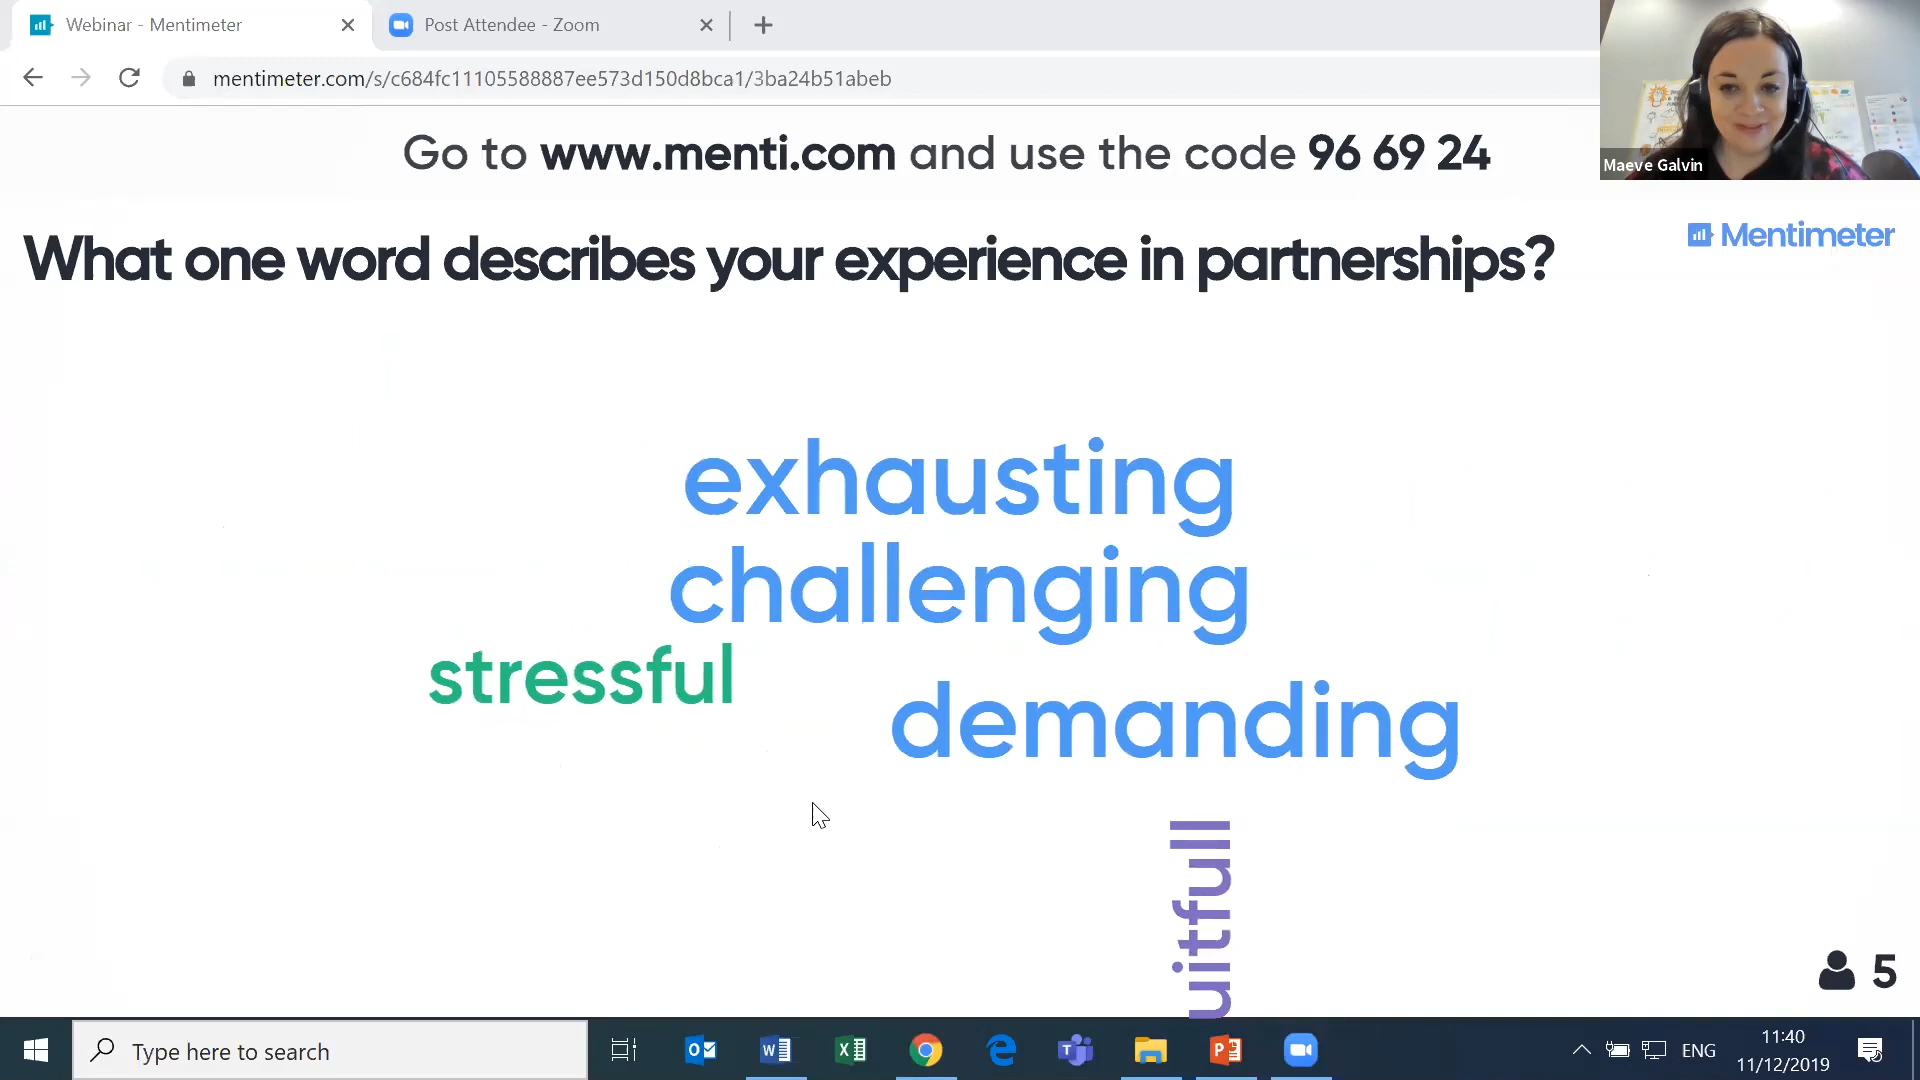 Webinar - Mentimeter
Post Attendee - Zoom
mentimeter.com/s/c684fc11105588887ee573d150d8bca1/3ba24b51abeb
Go to www.menti.com and use the code 96 69 24
Maeve Galvin
Mentimeter
What one word describes your experience in partnerships?
exhausting
challenging
stressful
demanding
uitfull
5
Type here to search
ENG
11:40
11/12/2019